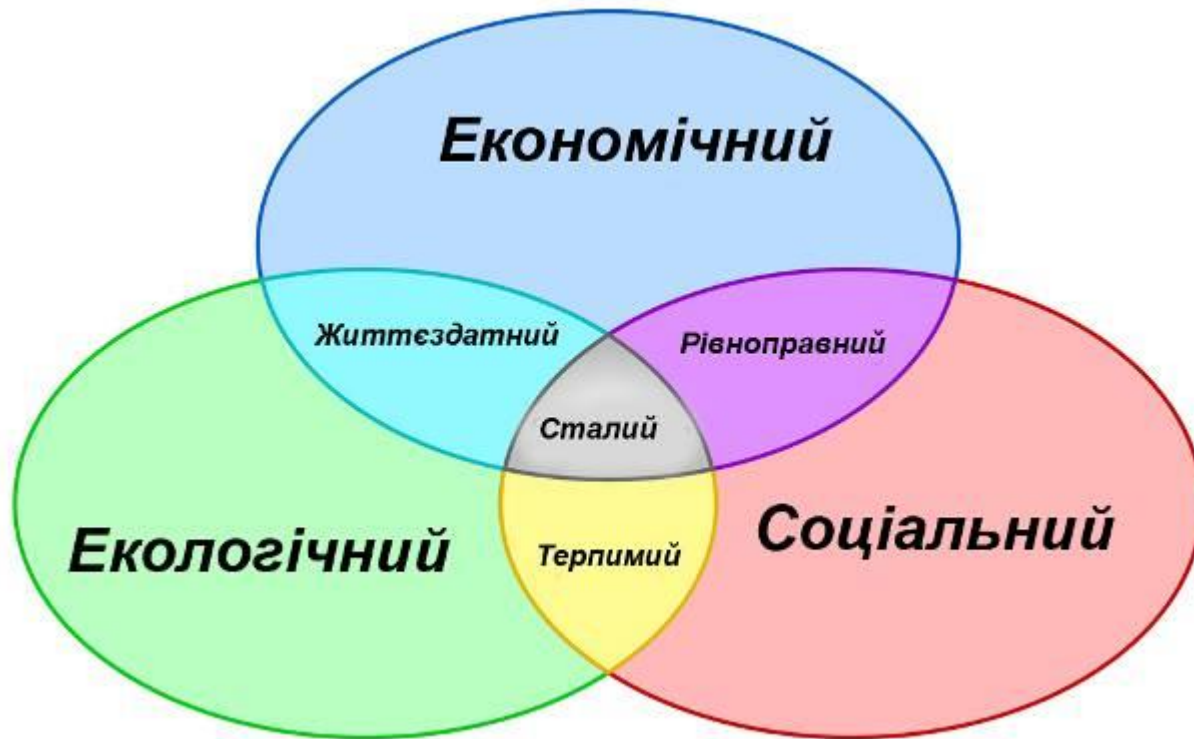 Економічний
Життєздатний
Рівноправний
Сталий
Екологічний
Соціальний
Терпимий